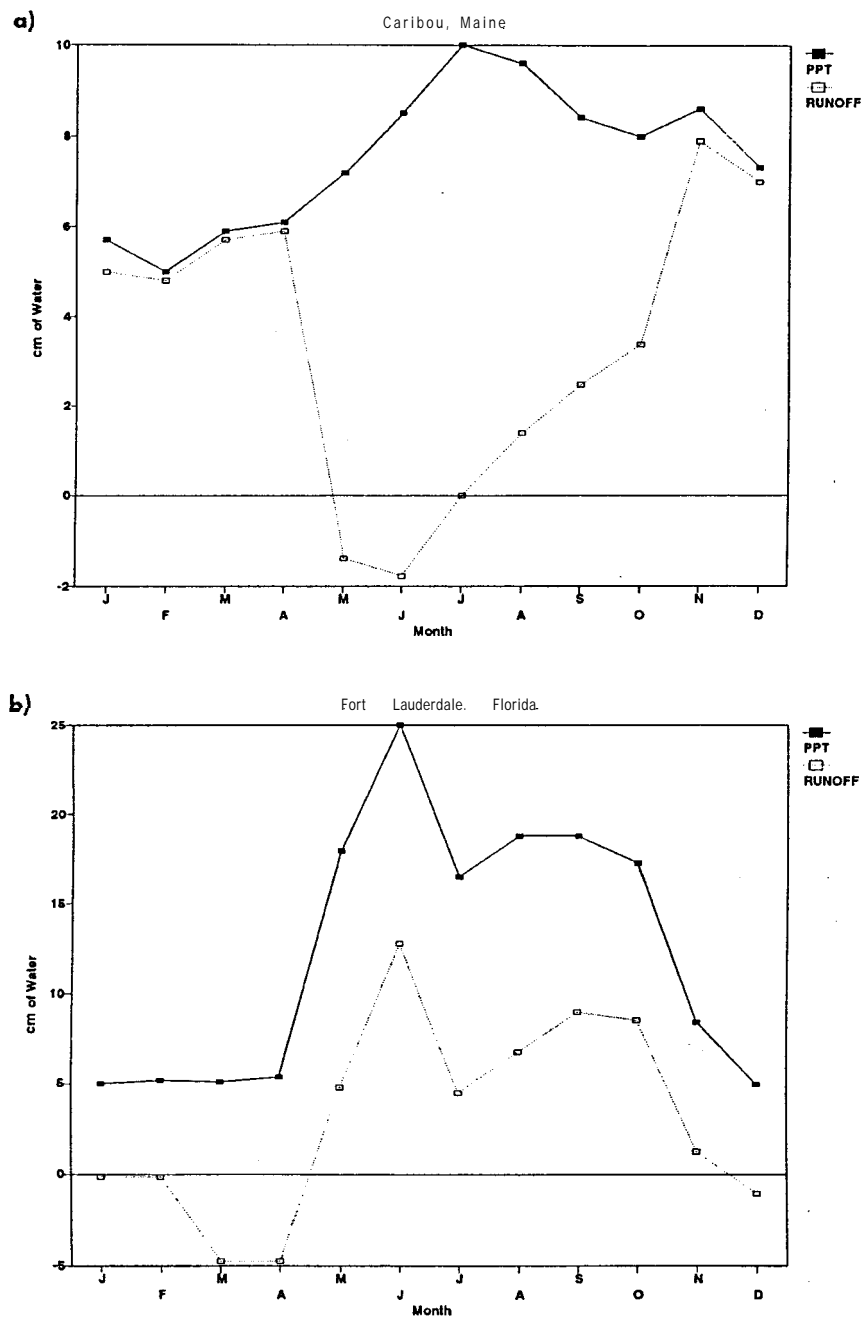 a)
Caribou, Maine
PPT
RUNOFF
10
8
6
4
2
0
-2
cm of Water
J F M A M J J A S O N D
Month
b)
Fort Lauderdale. Florida.
PPT
RUNOFF
25
20
15
10
5
0
-5
cm of Water
J F M A M J J A S O N D
Month